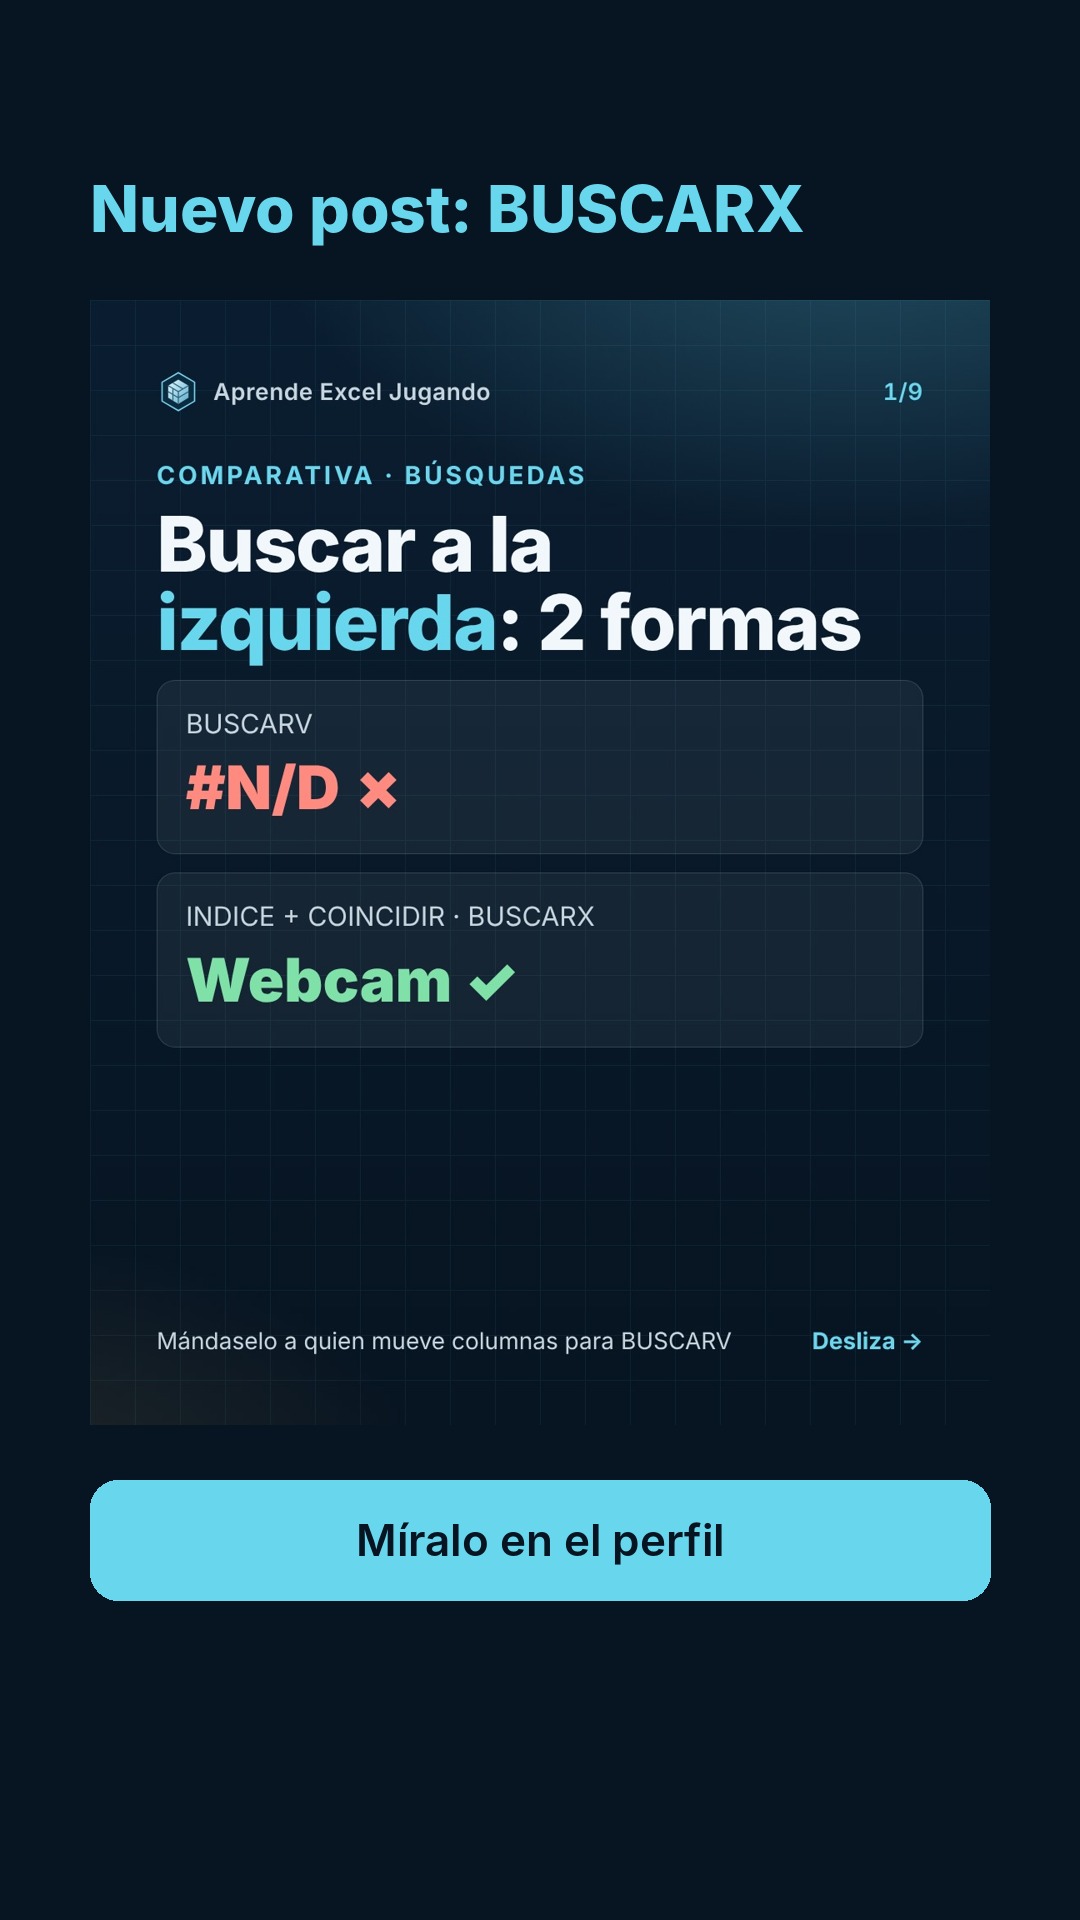 Nuevo post: BUSCARX
Aprende Excel Jugando
1/9
COMPARATIVA · BÚSQUEDAS
Buscar a la
izquierda: 2 formas
BUSCARV
#N/D ✖
INDICE + COINCIDIR · BUSCARX
Webcam ✔
Mándaselo a quien mueve columnas para BUSCARV
Desliza →
Míralo en el perfil